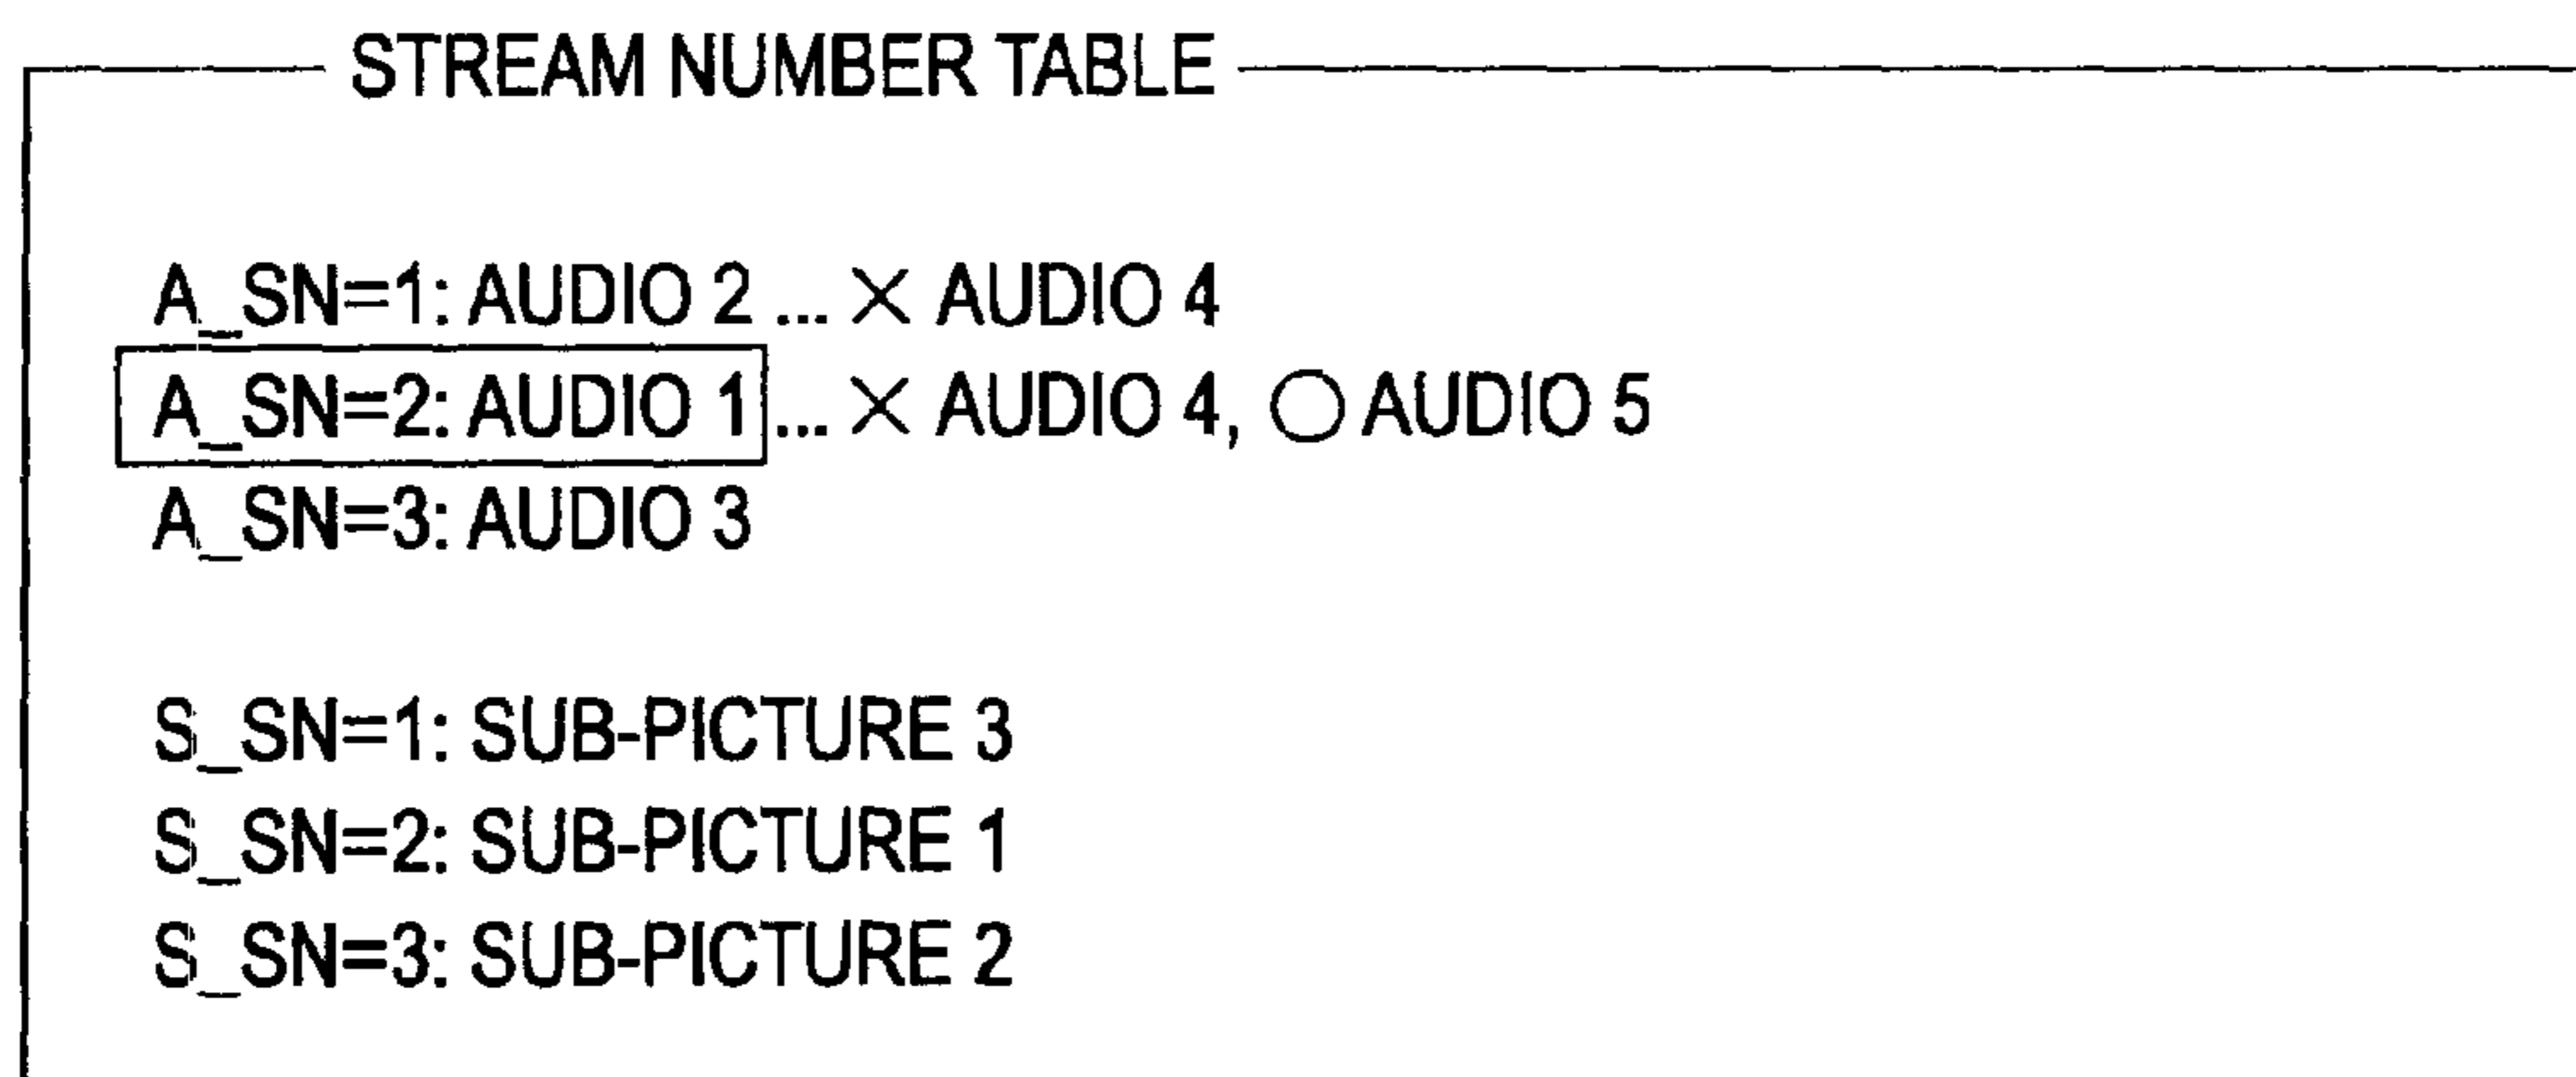 STREAM NUMBER TABLE
A_SN=1: AUDIO 2 ... × AUDIO 4
A_SN=2: AUDIO 1 ... × AUDIO 4, ○ AUDIO 5
A_SN=3: AUDIO 3
S_SN=1: SUB-PICTURE 3
S_SN=2: SUB-PICTURE 1
S_SN=3: SUB-PICTURE 2